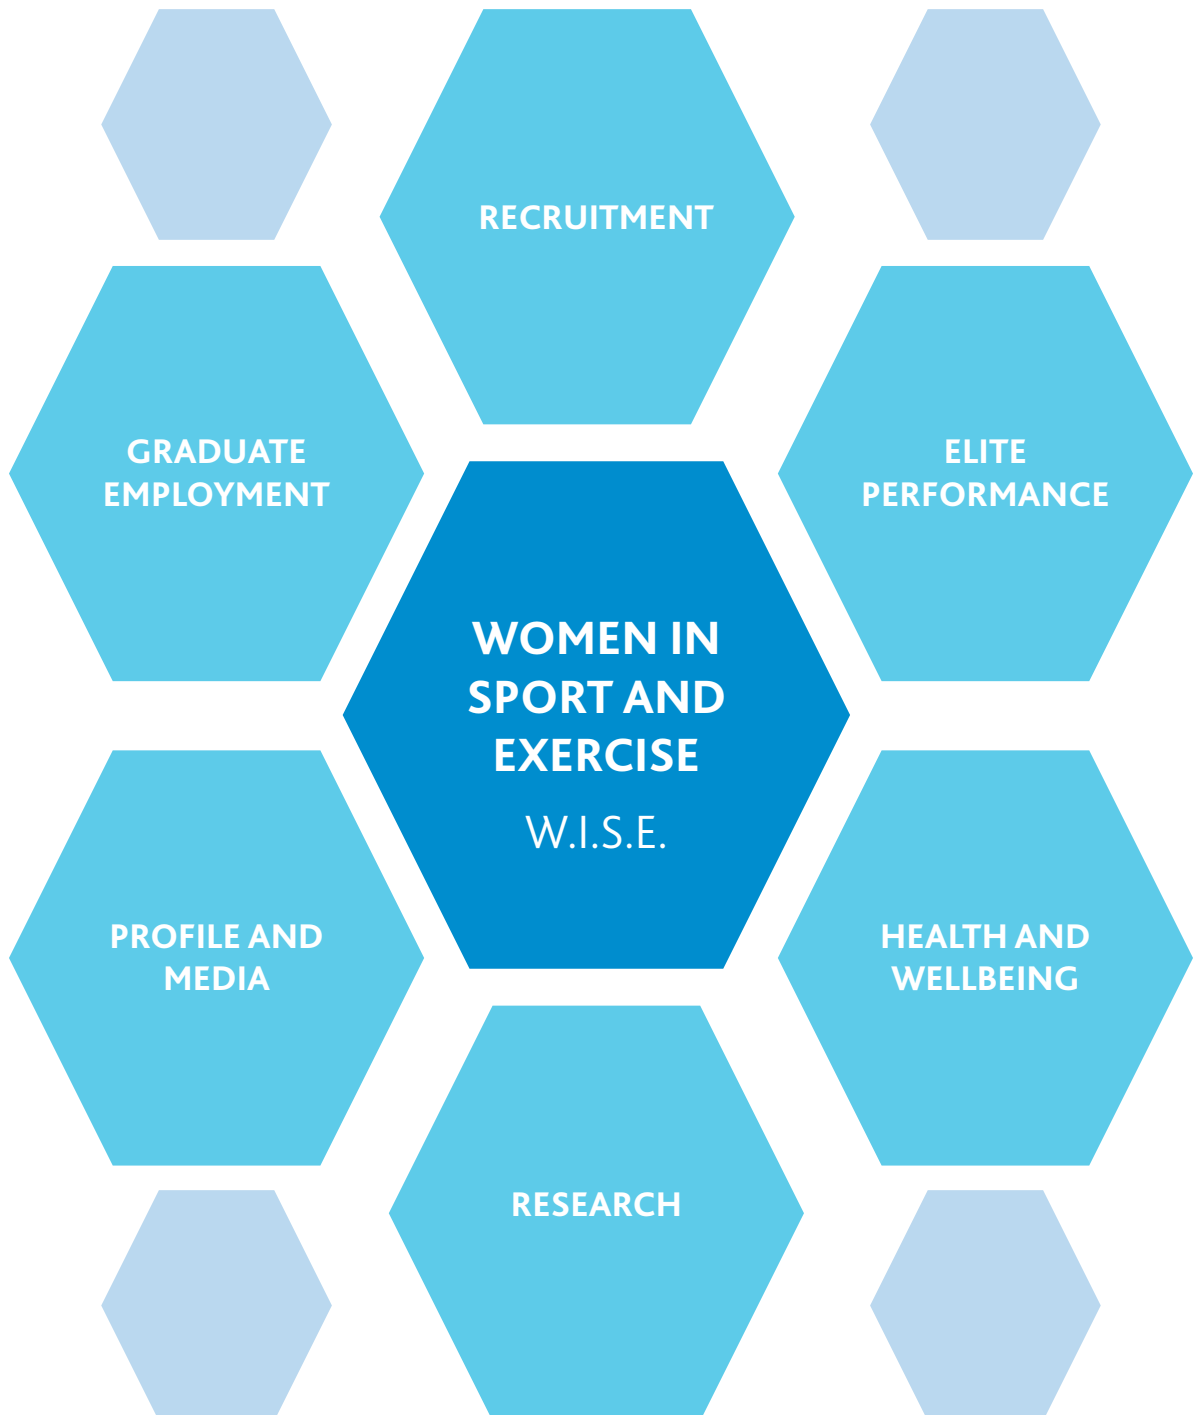 RECRUITMENT
GRADUATE
EMPLOYMENT
ELITE
PERFORMANCE
WOMEN IN
SPORT AND
EXERCISE
W.I.S.E.
PROFILE AND
MEDIA
HEALTH AND
WELLBEING
RESEARCH